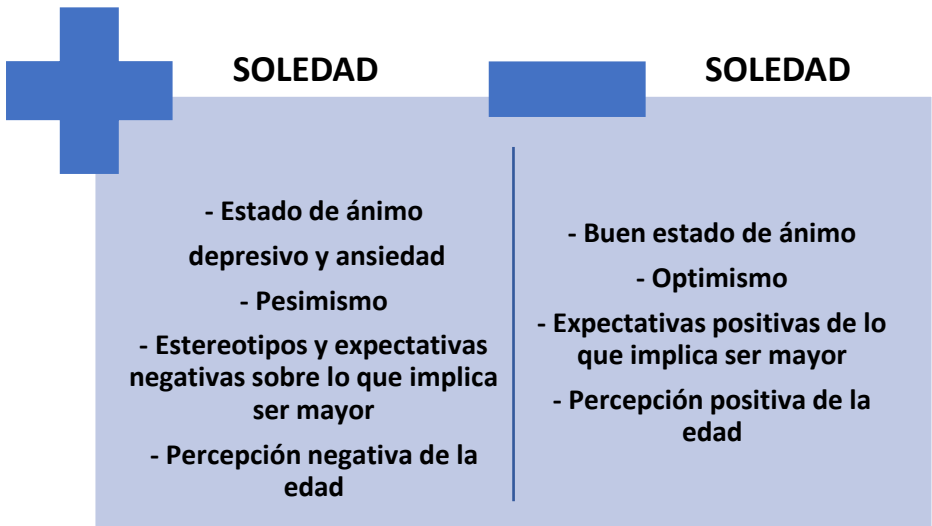 SOLEDAD
- Estado de ánimo
depresivo y ansiedad
- Pesimismo
- Estereotipos y expectativas
negativas sobre lo que implica
ser mayor
- Percepción negativa de la
edad
SOLEDAD
- Buen estado de ánimo
- Optimismo
- Expectativas positivas de lo
que implica ser mayor
- Percepción positiva de la
edad